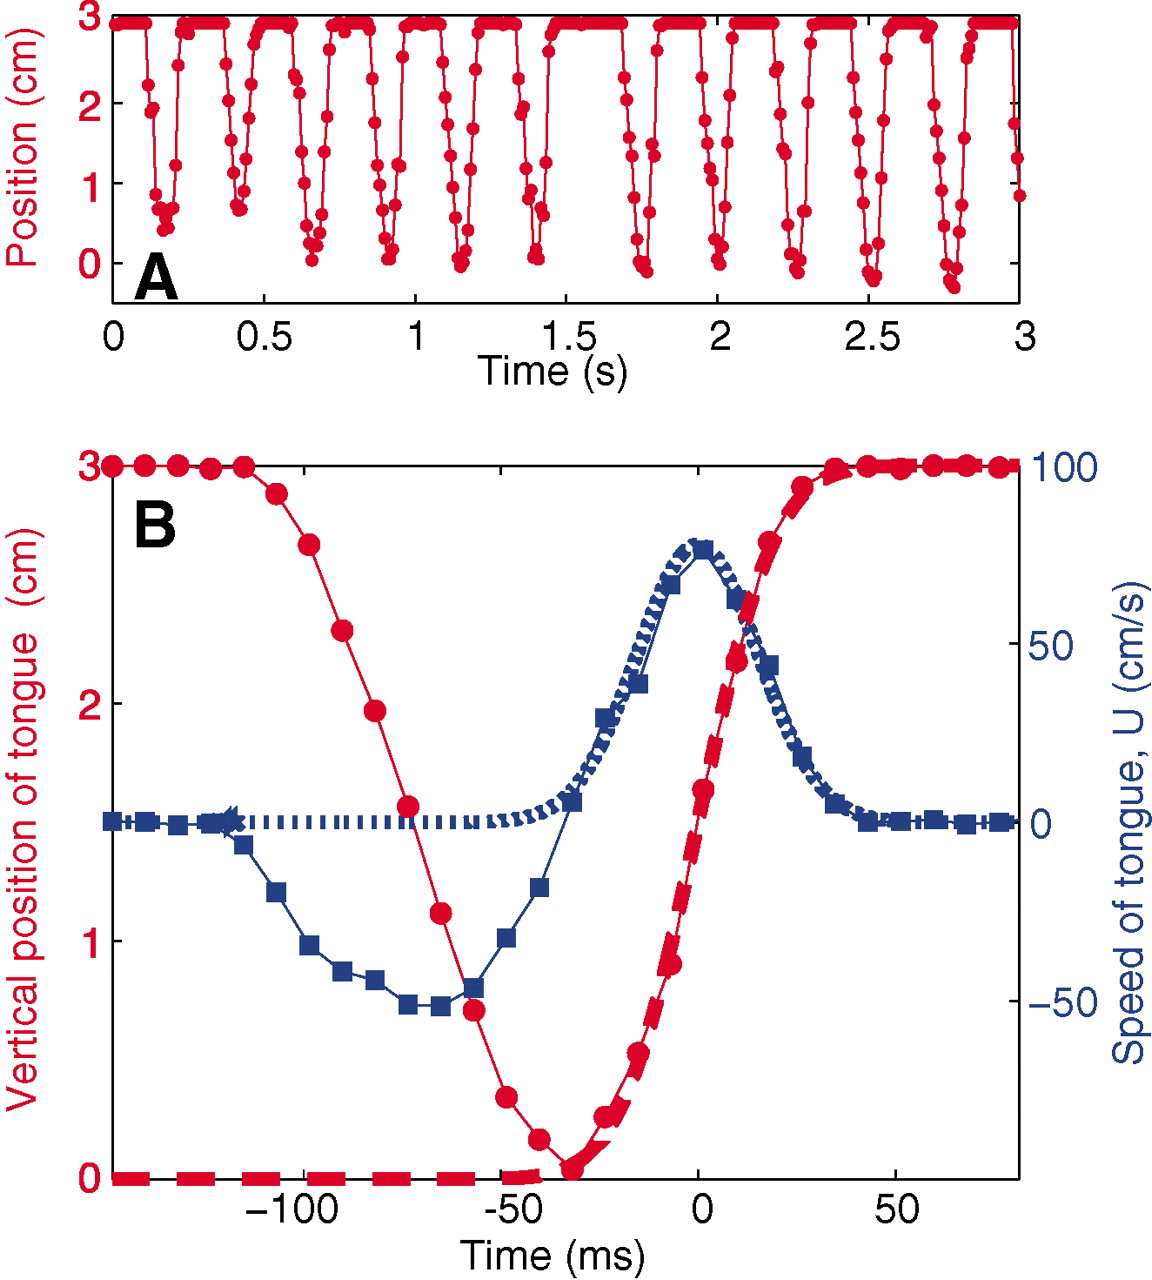 3
2
1
0
Position (cm)
A
0 0.5 1 1.5 2 2.5 3
Time (s)
3
2
1
0
Vertical position of tongue (cm)
B
100
50
0
−50
Speed of tongue, U (cm/s)
−100 -50 0 50
Time (ms)